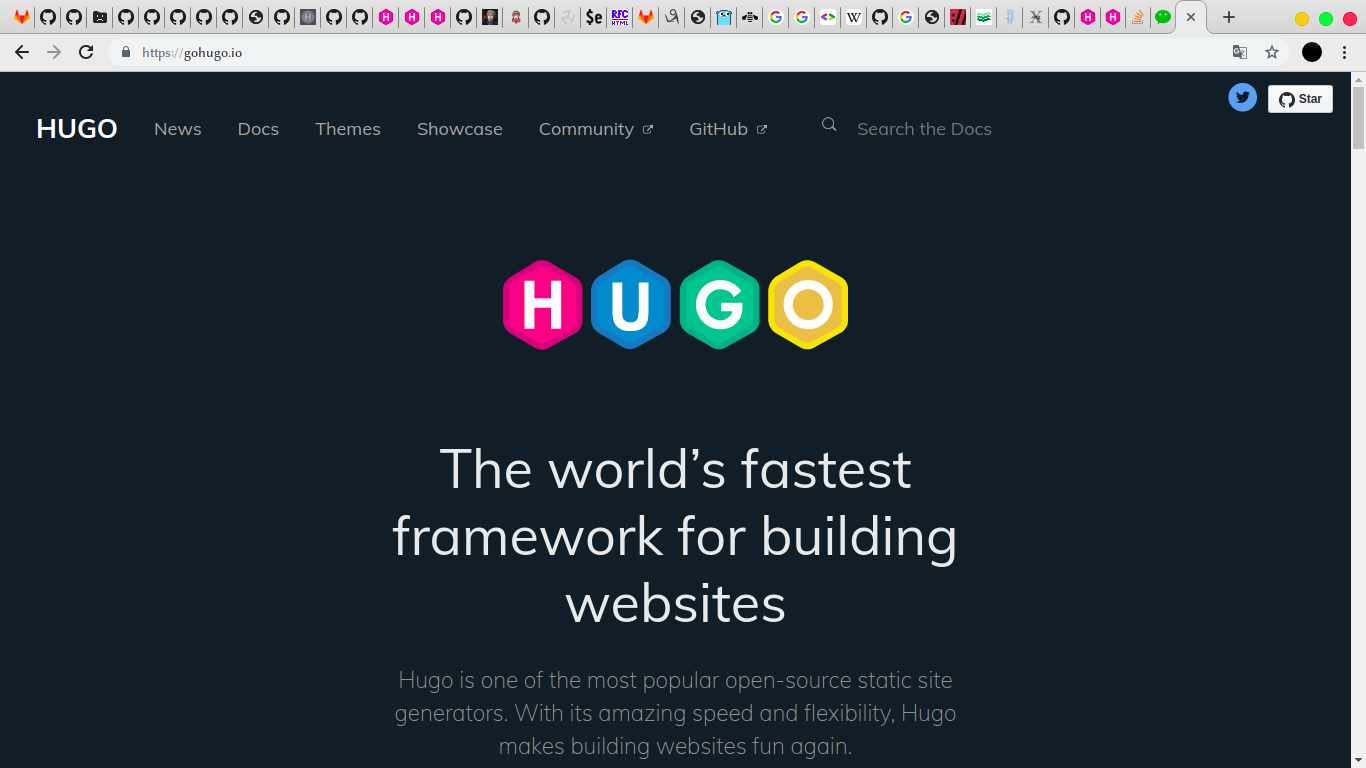 $e
RFC
HTML
W
https://gohugo.io
Star
HUGO News Docs Themes Showcase Community GitHub Search the Docs
HUGO
The world’s fastest
framework for building
websites
Hugo is one of the most popular open-source static site
generators. With its amazing speed and flexibility, Hugo
makes building websites fun again.